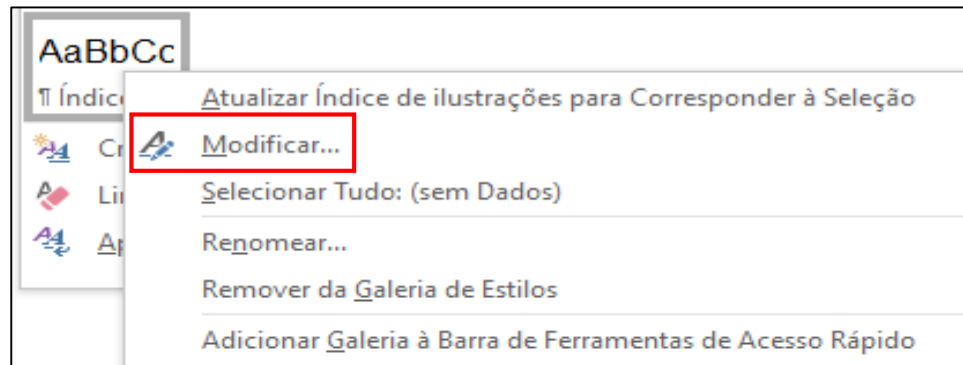 AaBbCc
¶ Índic
Atualizar Índice de ilustrações para Corresponder à Seleção
Modificar...
Selecionar Tudo: (sem Dados)
Renomear...
Remover da Galeria de Estilos
Adicionar Galeria à Barra de Ferramentas de Acesso Rápido